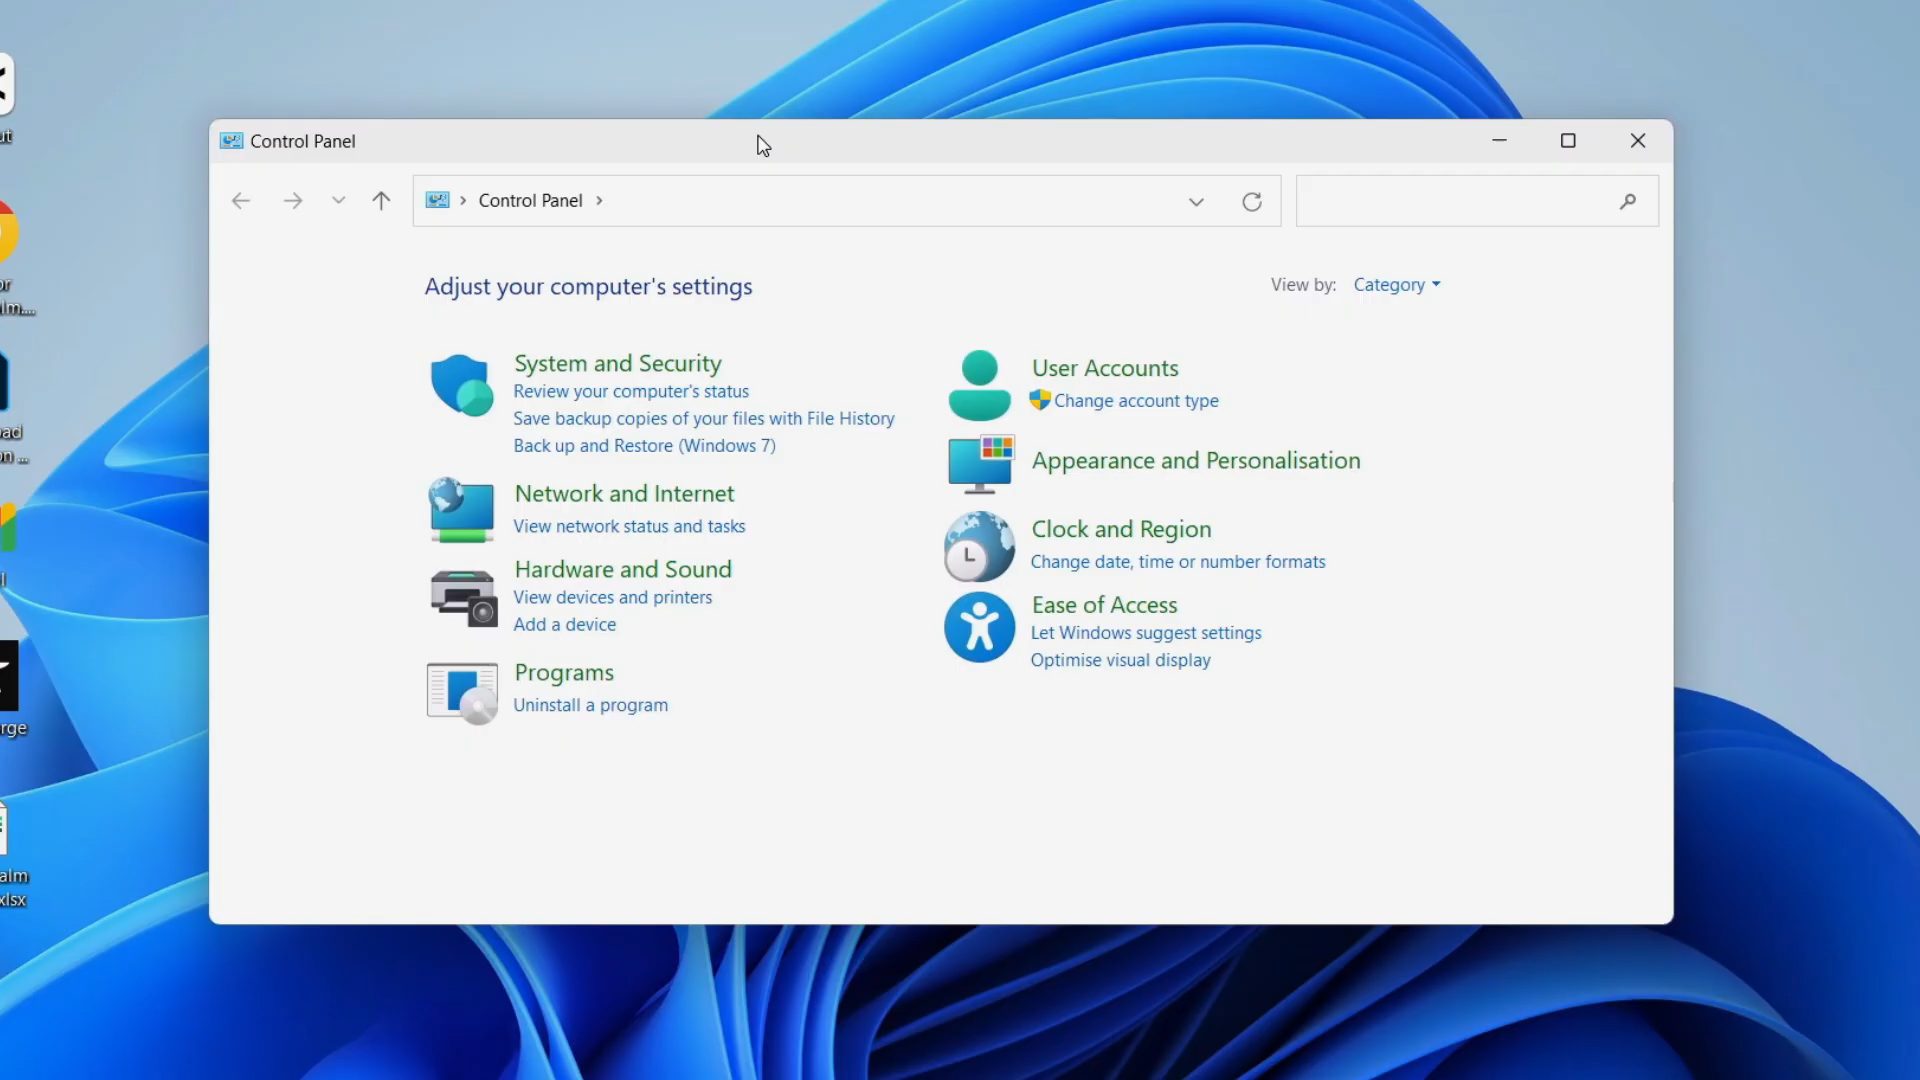 Control Panel
Control Panel
Adjust your computer's settings
View by: Category
System and Security
Review your computer's status
Save backup copies of your files with File History
Back up and Restore (Windows 7)
Network and Internet
View network status and tasks
Hardware and Sound
View devices and printers
Add a device
Programs
Uninstall a program
User Accounts
Change account type
Appearance and Personalisation
Clock and Region
Change date, time or number formats
Ease of Access
Let Windows suggest settings
Optimise visual display